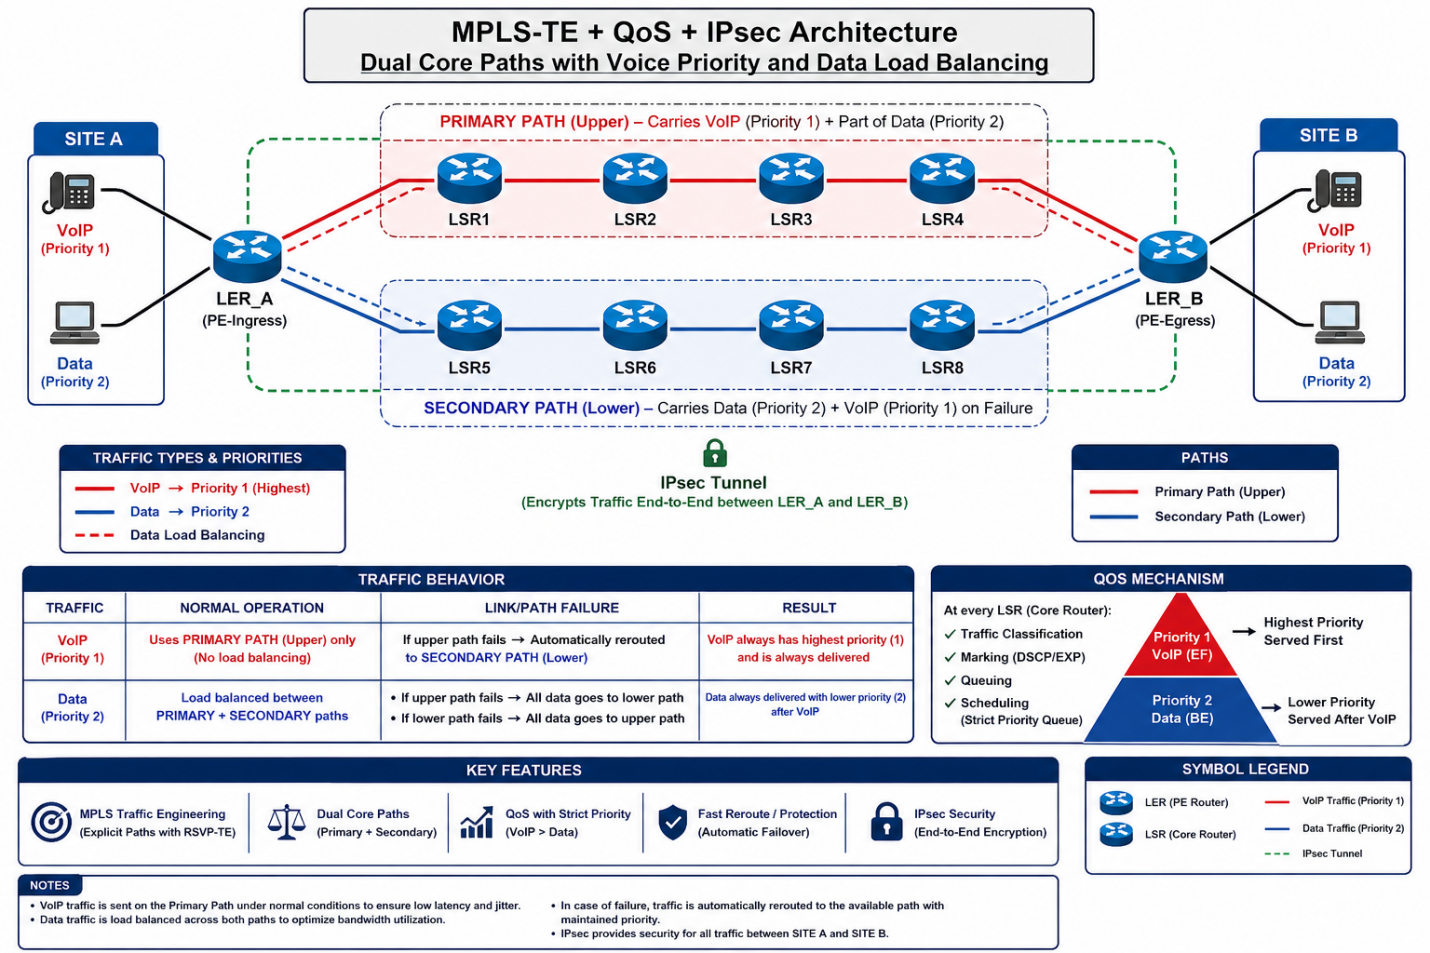 MPLS-TE + QoS + IPsec Architecture
Dual Core Paths with Voice Priority and Data Load Balancing
PRIMARY PATH (Upper) – Carries VoIP (Priority 1) + Part of Data (Priority 2)
SITE A
VoIP
(Priority 1)
Data
(Priority 2)
LER_A
(PE-Ingress)
LSR1
LSR2
LSR3
LSR4
LSR5
LSR6
LSR7
LSR8
LER_B
(PE-Egress)
SITE B
VoIP
(Priority 1)
Data
(Priority 2)
SECONDARY PATH (Lower) – Carries Data (Priority 2) + VoIP (Priority 1) on Failure
TRAFFIC TYPES & PRIORITIES
VoIP → Priority 1 (Highest)
Data → Priority 2
Data Load Balancing
IPsec Tunnel
(Encrypts Traffic End-to-End between LER_A and LER_B)
PATHS
Primary Path (Upper)
Secondary Path (Lower)
TRAFFIC BEHAVIOR
TRAFFIC
NORMAL OPERATION
LINK/PATH FAILURE
RESULT
VoIP
(Priority 1)
Uses PRIMARY PATH (Upper) only
(No load balancing)
If upper path fails → Automatically rerouted
to SECONDARY PATH (Lower)
VoIP always has highest priority (1)
and is always delivered
Data
(Priority 2)
Load balanced between
PRIMARY + SECONDARY paths
• If upper path fails → All data goes to lower path
• If lower path fails → All data goes to upper path
Data always delivered with lower priority (2)
after VoIP
QOS MECHANISM
At every LSR (Core Router):
✓ Traffic Classification
✓ Marking (DSCP/EXP)
✓ Queuing
✓ Scheduling
(Strict Priority Queue)
Priority 1
VoIP (EF)
Priority 2
Data (BE)
Highest Priority
Served First
Lower Priority
Served After VoIP
KEY FEATURES
MPLS Traffic Engineering
(Explicit Paths with RSVP-TE)
Dual Core Paths
(Primary + Secondary)
QoS with Strict Priority
(VoIP > Data)
Fast Reroute / Protection
(Automatic Failover)
IPsec Security
(End-to-End Encryption)
SYMBOL LEGEND
LER (PE Router)
LSR (Core Router)
VoIP Traffic (Priority 1)
Data Traffic (Priority 2)
IPsec Tunnel
NOTES
• VoIP traffic is sent on the Primary Path under normal conditions to ensure low latency and jitter.
• Data traffic is load balanced across both paths to optimize bandwidth utilization.
• In case of failure, traffic is automatically rerouted to the available path with
maintained priority.
• IPsec provides security for all traffic between SITE A and SITE B.